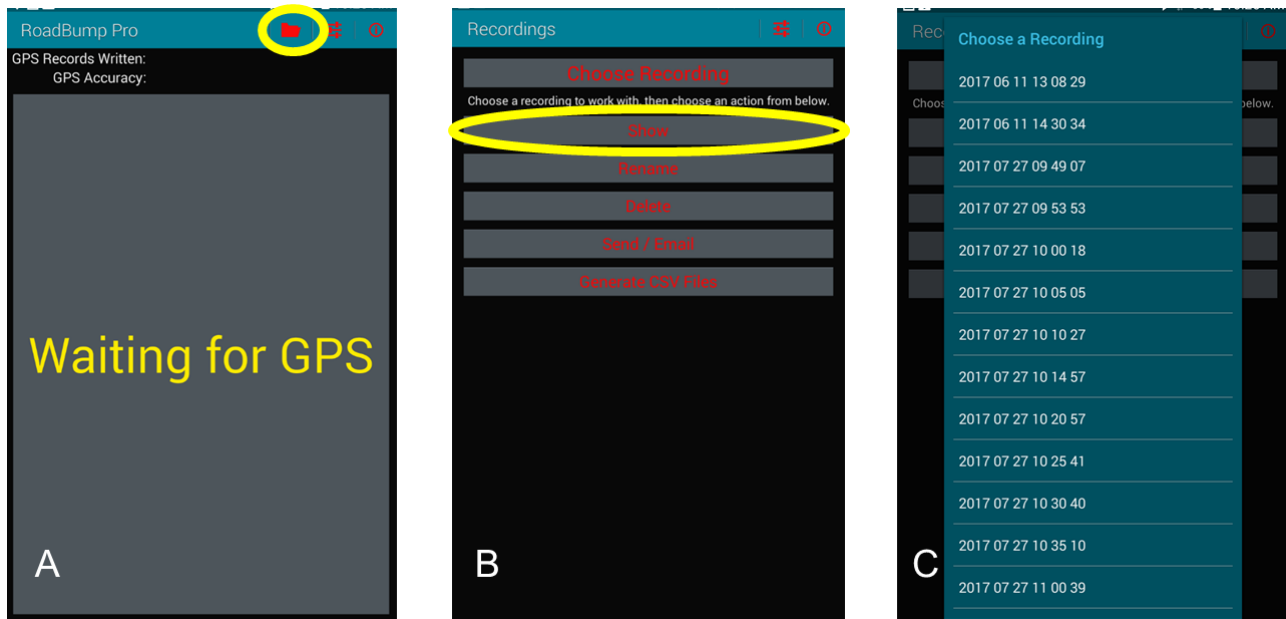 RoadBump Pro
GPS Records Written:
GPS Accuracy:
Waiting for GPS
A
Recordings
Choose Recording
Choose a recording to work with, then choose an action from below.
Show
Rename
Delete
Send / Email
Generate CSV Files
B
Rec
Choose a Recording
Choos
below.
2017 06 11 13 08 29
2017 06 11 14 30 34
2017 07 27 09 49 07
2017 07 27 09 53 53
2017 07 27 10 00 18
2017 07 27 10 05 05
2017 07 27 10 10 27
2017 07 27 10 14 57
2017 07 27 10 20 57
2017 07 27 10 25 41
2017 07 27 10 30 40
2017 07 27 10 35 10
2017 07 27 11 00 39
C